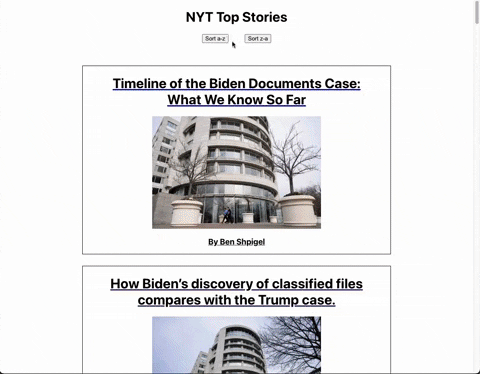 NYT Top Stories
Sort a-z
Sort z-a
Timeline of the Biden Documents Case:
What We Know So Far
By Ben Shpigel
How Biden’s discovery of classified files
compares with the Trump case.